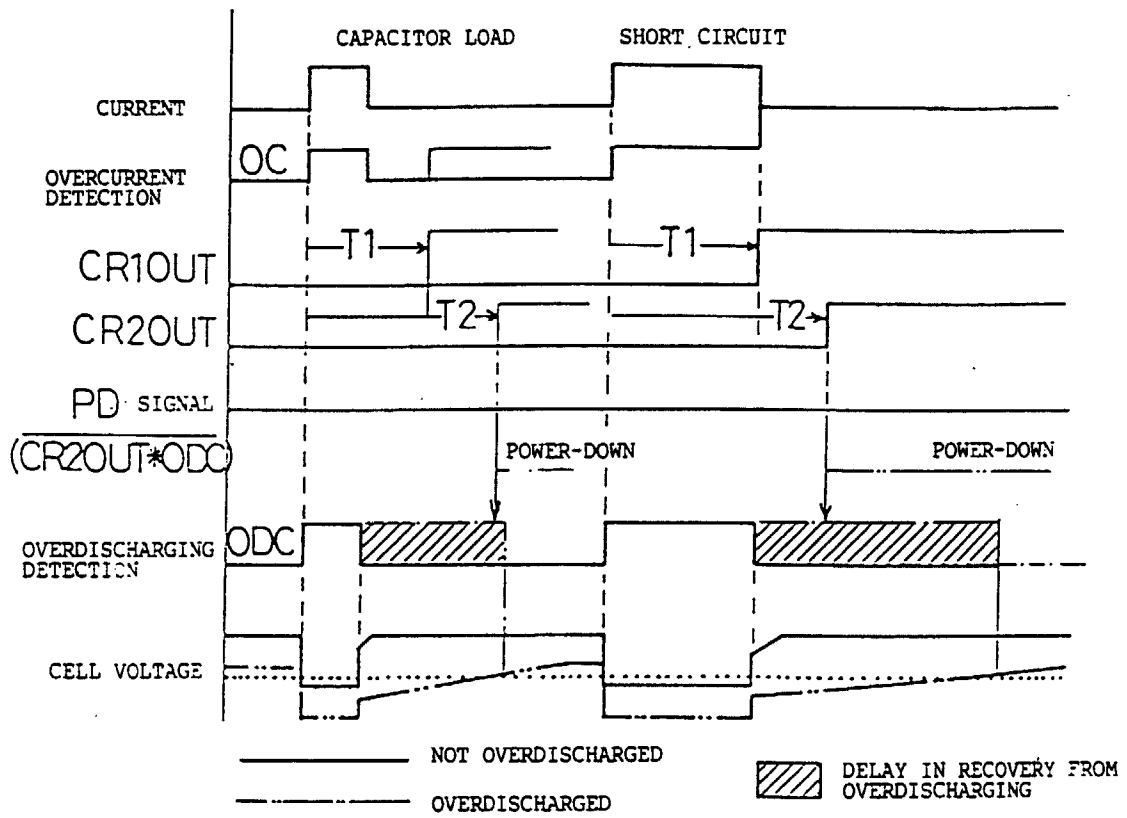 CAPACITOR LOAD
SHORT CIRCUIT
CURRENT
OC
OVERCURRENT
DETECTION
T1
T1
CR1OUT
T2
T2
CR2OUT
PD SIGNAL
(CR2OUT*ODC)
POWER-DOWN
POWER-DOWN
ODC
OVERDISCHARGING
DETECTION
CELL VOLTAGE
NOT OVERDISCHARGED
OVERDISCHARGED
DELAY IN RECOVERY FROM
OVERDISCHARGING